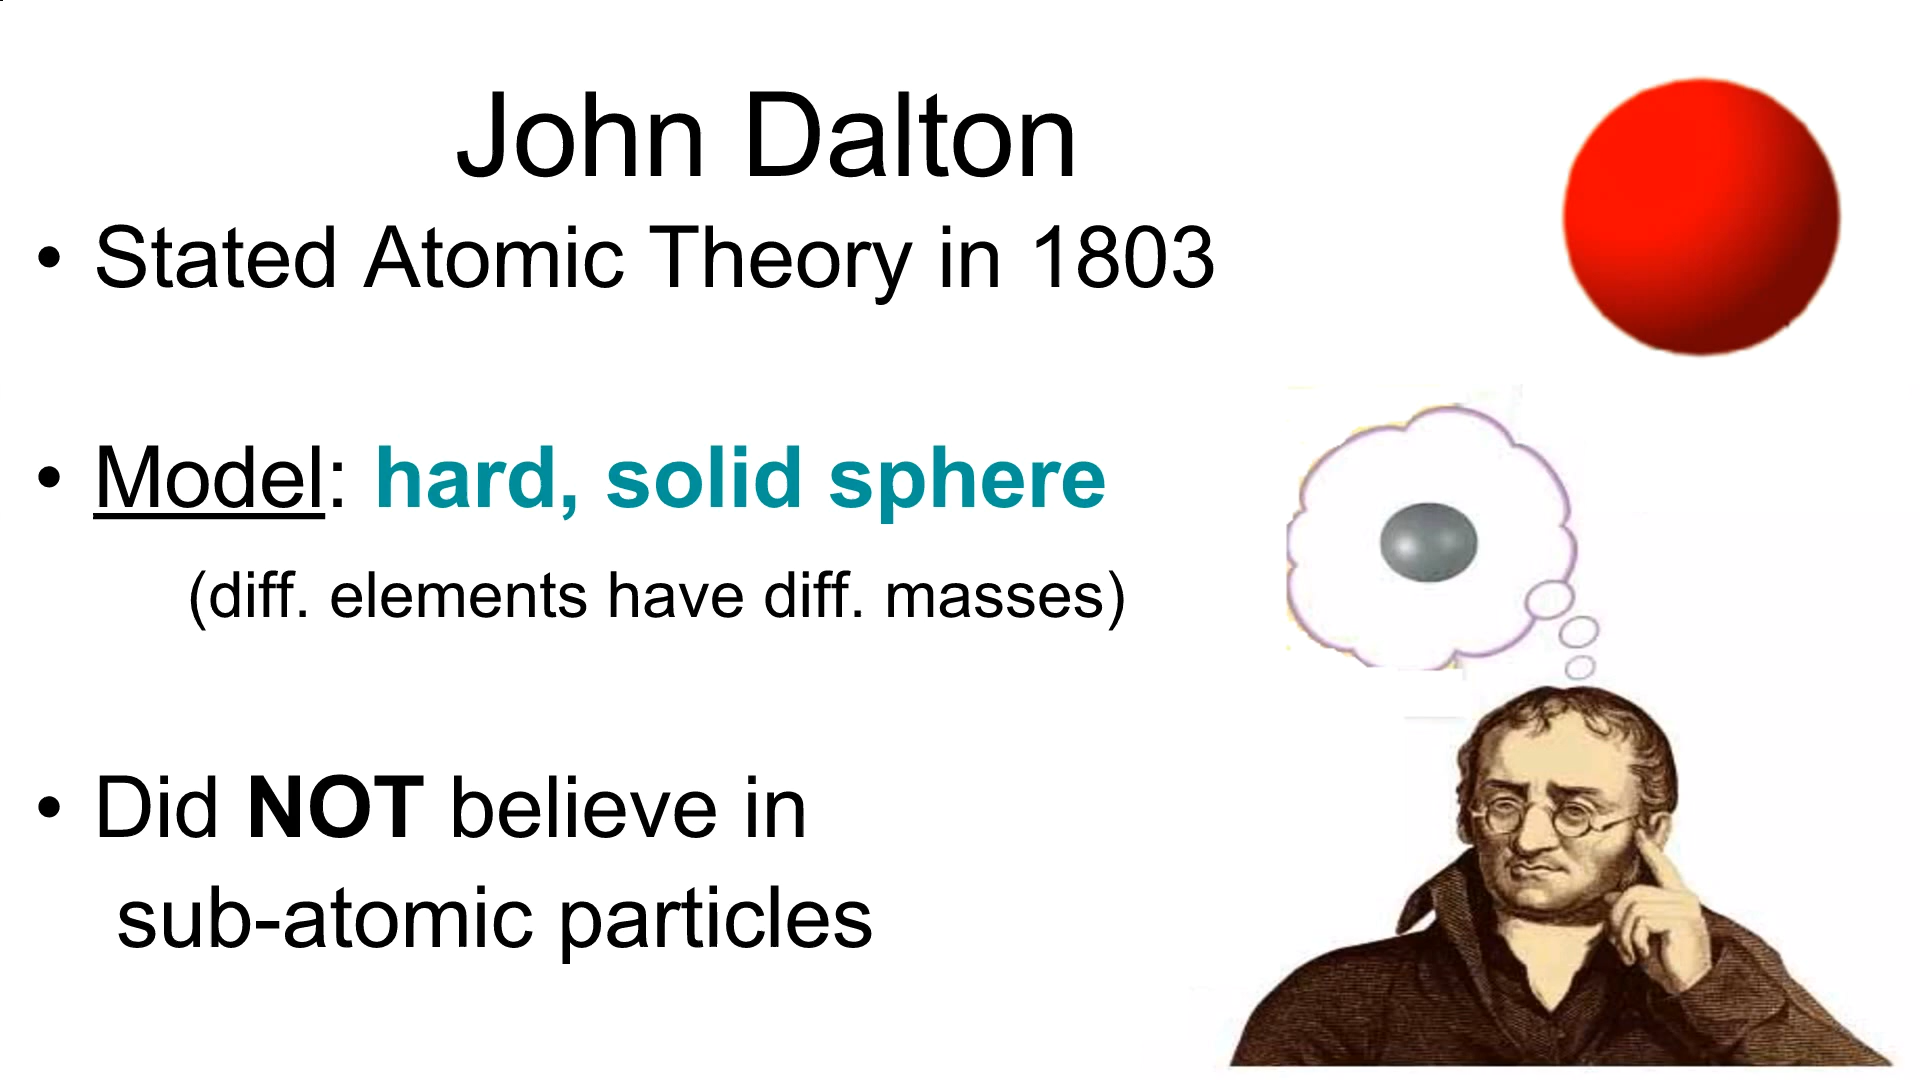 John Dalton
• Stated Atomic Theory in 1803
• Model: hard, solid sphere
(diff. elements have diff. masses)
• Did NOT believe in
sub-atomic particles